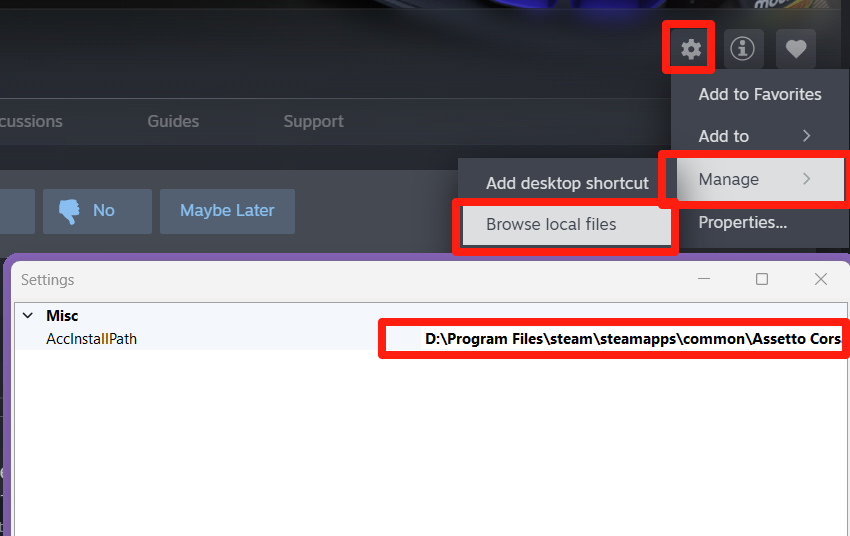 Add to Favorites
cussions
Guides
Support
Add to
Manage
Add desktop shortcut
No
Maybe Later
Browse local files
Properties...
Settings
Misc
AccInstallPath
D:\Program Files\steam\steamapps\common\Assetto Cors